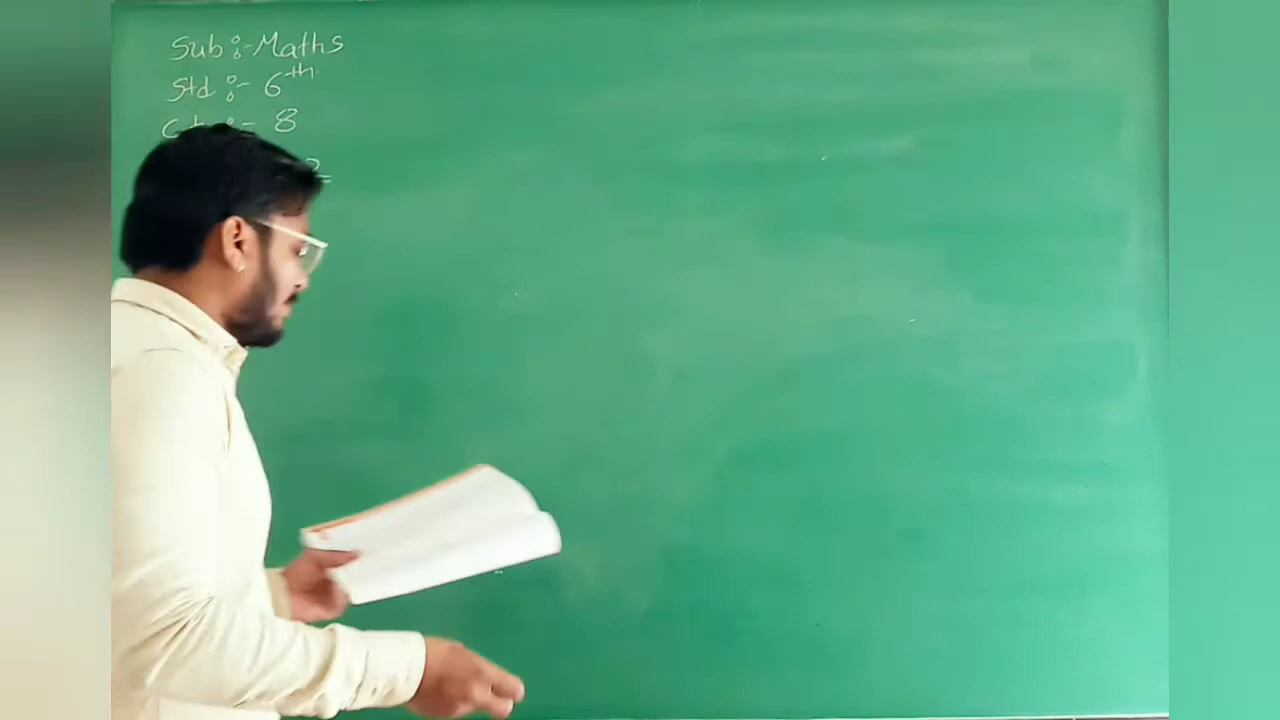 Sub :- Maths
Std :- 6th
:- 8